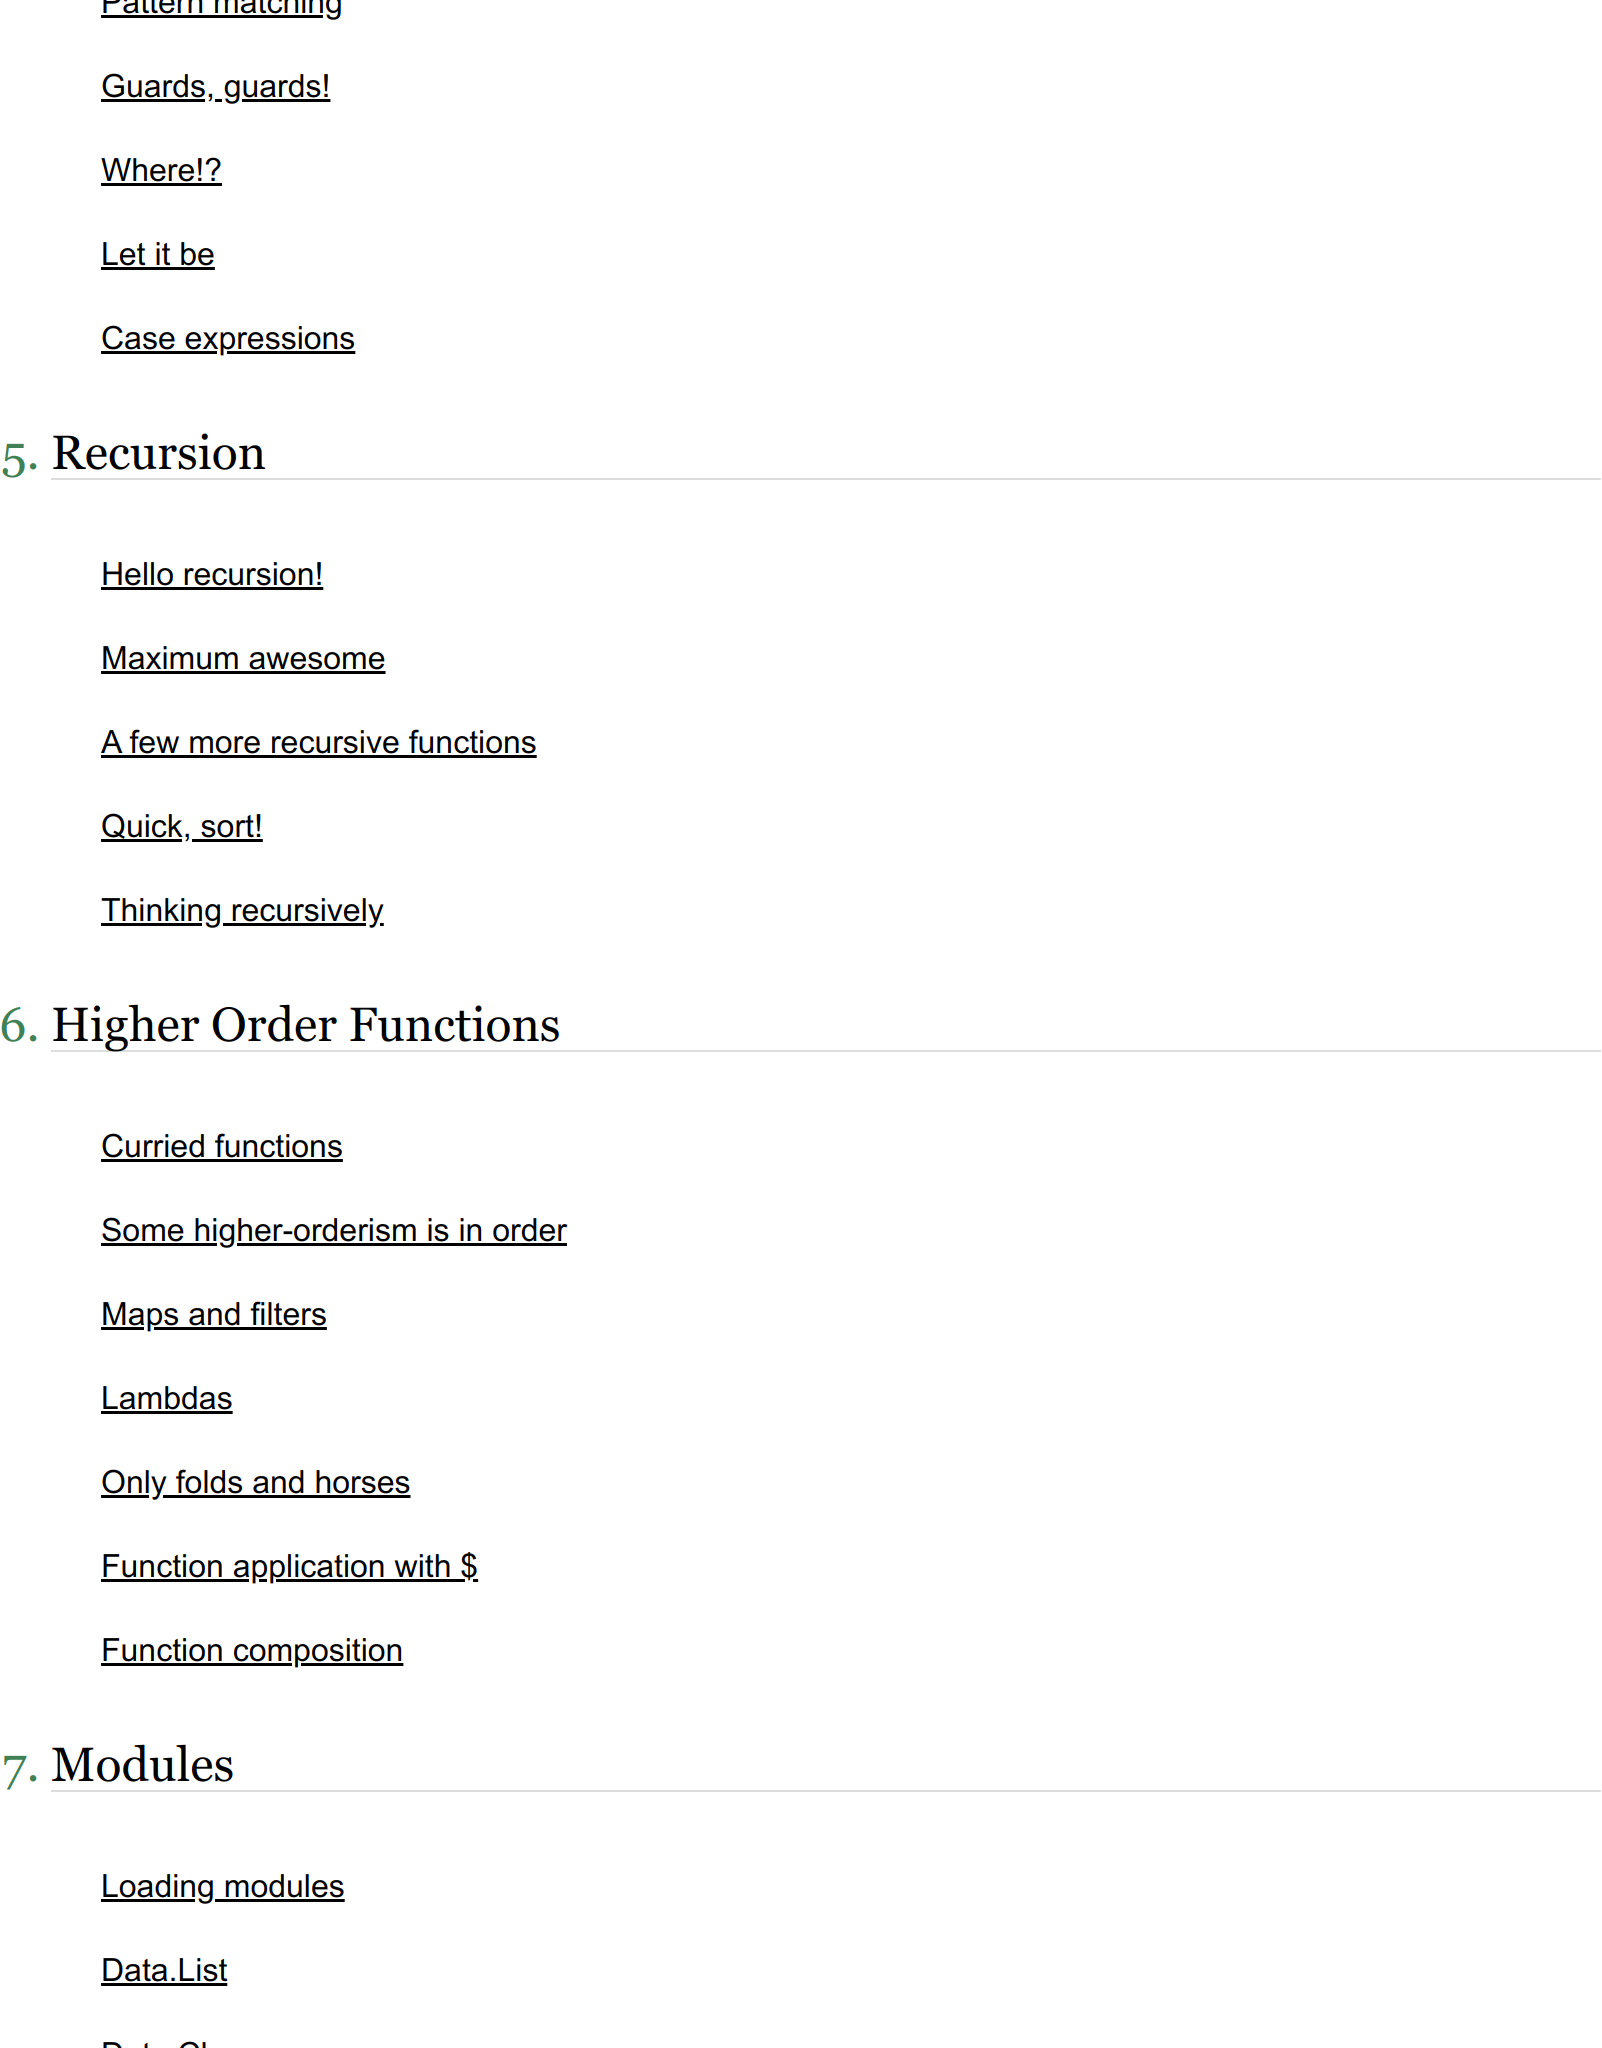 Pattern matching
Guards, guards!
Where!?
Let it be
Case expressions
5. Recursion
Hello recursion!
Maximum awesome
A few more recursive functions
Quick, sort!
Thinking recursively
6. Higher Order Functions
Curried functions
Some higher-orderism is in order
Maps and filters
Lambdas
Only folds and horses
Function application with $
Function composition
7. Modules
Loading modules
Data.List